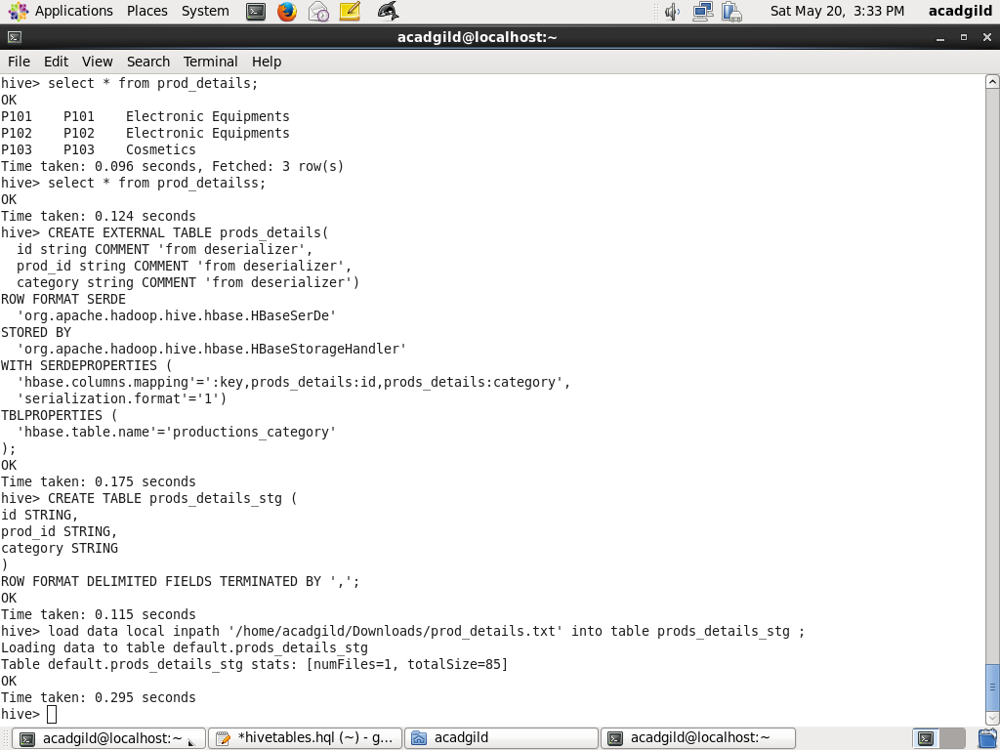 Applications Places System Sat May 20, 3:33 PM acadgild
acadgild@localhost:~
File Edit View Search Terminal Help
hive> select * from prod_details;
OK
P101 P101 Electronic Equipments
P102 P102 Electronic Equipments
P103 P103 Cosmetics
Time taken: 0.096 seconds, Fetched: 3 row(s)
hive> select * from prod_detailss;
OK
Time taken: 0.124 seconds
hive> CREATE EXTERNAL TABLE prods_details(
id string COMMENT 'from deserializer',
prod_id string COMMENT 'from deserializer',
category string COMMENT 'from deserializer')
ROW FORMAT SERDE
'org.apache.hadoop.hive.hbase.HBaseSerDe'
STORED BY
'org.apache.hadoop.hive.hbase.HBaseStorageHandler'
WITH SERDEPROPERTIES (
'hbase.columns.mapping'=':key,prods_details:id,prods_details:category',
'serialization.format'='1')
TBLPROPERTIES (
'hbase.table.name'='productions_category'
);
OK
Time taken: 0.175 seconds
hive> CREATE TABLE prods_details_stg (
id STRING,
prod_id STRING,
category STRING
)
ROW FORMAT DELIMITED FIELDS TERMINATED BY ',';
OK
Time taken: 0.115 seconds
hive> load data local inpath '/home/acadgild/Downloads/prod_details.txt' into table prods_details_stg ;
Loading data to table default.prods_details_stg
Table default.prods_details_stg stats: [numFiles=1, totalSize=85]
OK
Time taken: 0.295 seconds
hive>
acadgild@localhost:~ *hivetables.hql (~) - g... acadgild acadgild@localhost:~